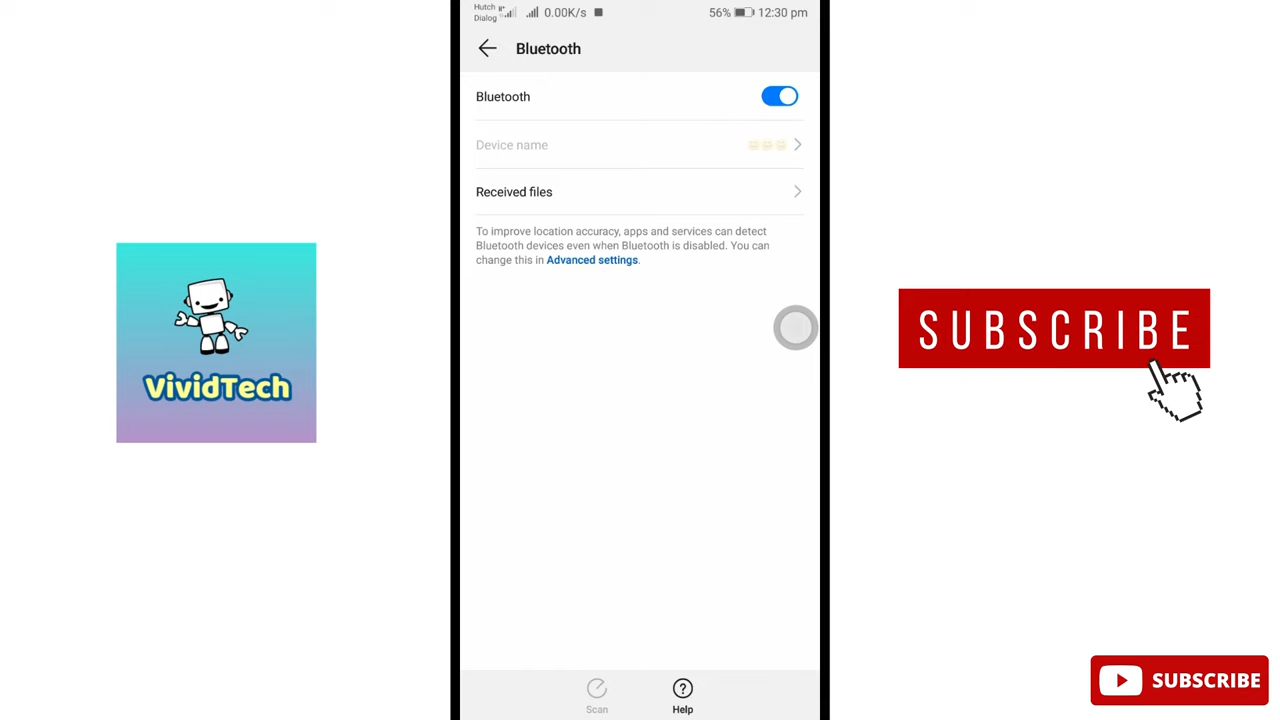 Hutch
Dialog
0.00K/s
56%
12:30 pm
Bluetooth
Bluetooth
Device name
Received files
To improve location accuracy, apps and services can detect
Bluetooth devices even when Bluetooth is disabled. You can
change this in Advanced settings.
VividTech
SUBSCRIBE
SUBSCRIBE
Scan
Help